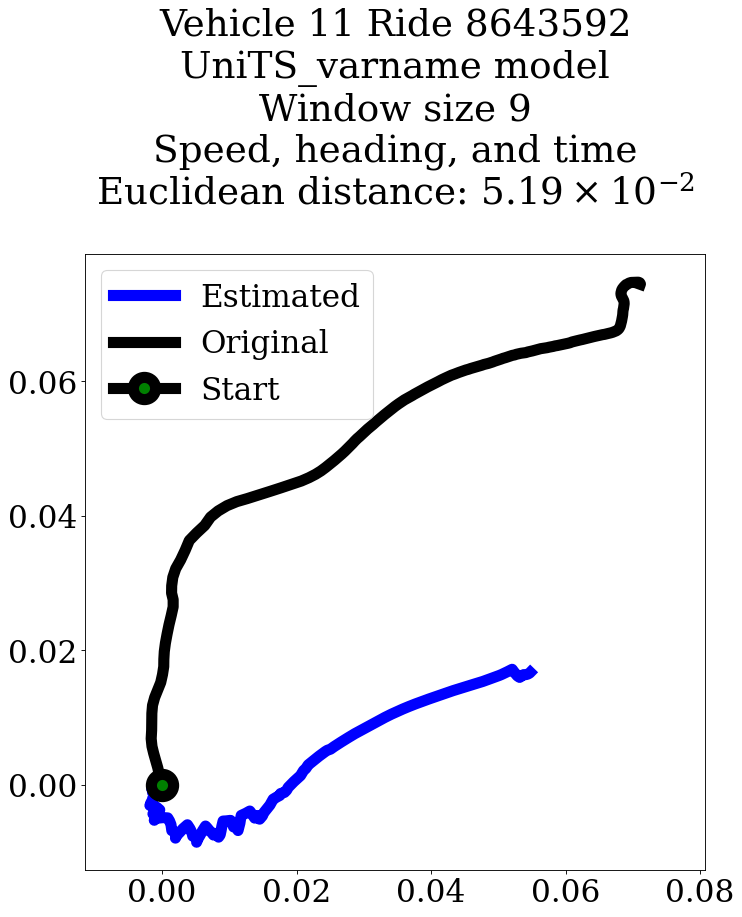 Vehicle 11 Ride 8643592
UniTS_varname model
Window size 9
Speed, heading, and time
Euclidean distance: 5.19 × 10⁻²
Estimated
Original
Start
0.06
0.04
0.02
0.00
0.00 0.02 0.04 0.06 0.08